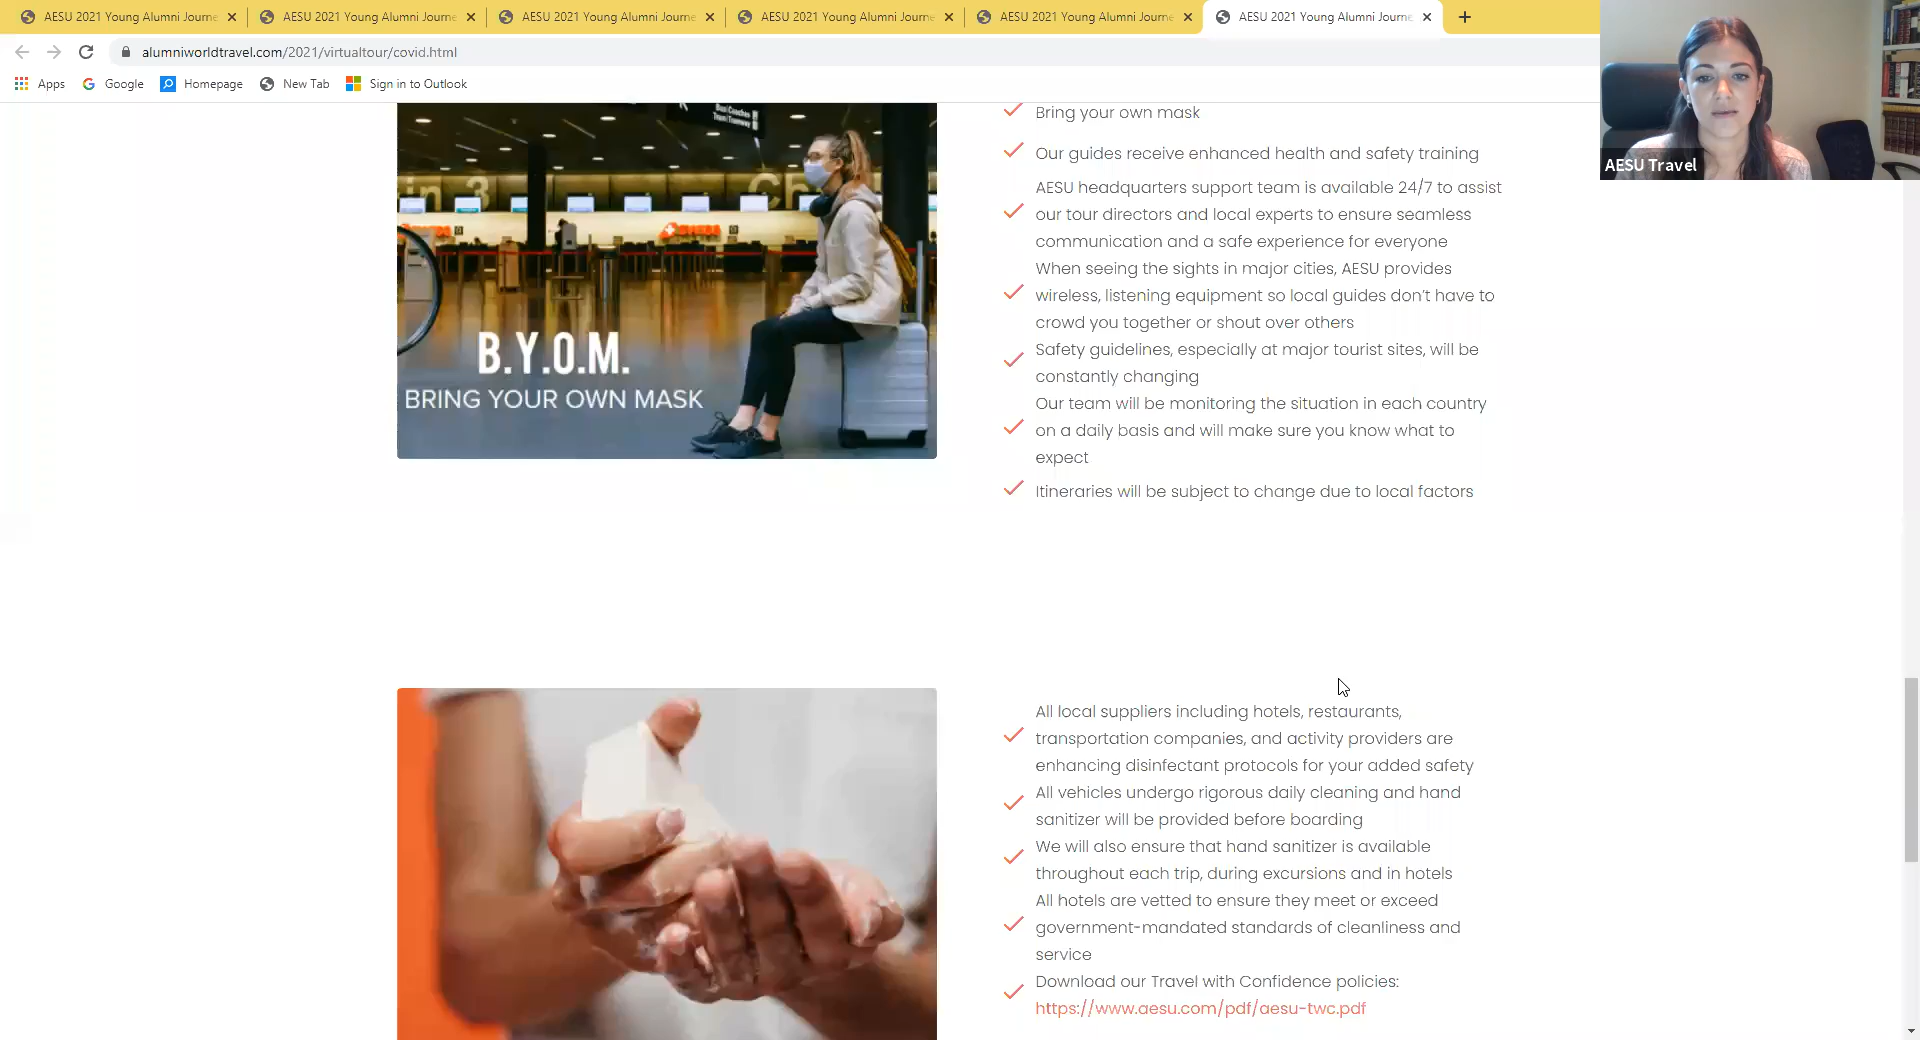 AESU 2021 Young Alumni Journe
AESU 2021 Young Alumni Journe
AESU 2021 Young Alumni Journe
AESU 2021 Young Alumni Journe
AESU 2021 Young Alumni Journe
AESU 2021 Young Alumni Journe
alumniworldtravel.com/2021/virtualtour/covid.html
Apps
Google
Homepage
New Tab
Sign in to Outlook
AESU Travel
B.Y.O.M.
BRING YOUR OWN MASK
Bring your own mask
Our guides receive enhanced health and safety training
AESU headquarters support team is available 24/7 to assist
our tour directors and local experts to ensure seamless
communication and a safe experience for everyone
When seeing the sights in major cities, AESU provides
wireless, listening equipment so local guides don't have to
crowd you together or shout over others
Safety guidelines, especially at major tourist sites, will be
constantly changing
Our team will be monitoring the situation in each country
on a daily basis and will make sure you know what to
expect
Itineraries will be subject to change due to local factors
All local suppliers including hotels, restaurants,
transportation companies, and activity providers are
enhancing disinfectant protocols for your added safety
All vehicles undergo rigorous daily cleaning and hand
sanitizer will be provided before boarding
We will also ensure that hand sanitizer is available
throughout each trip, during excursions and in hotels
All hotels are vetted to ensure they meet or exceed
government-mandated standards of cleanliness and
service
Download our Travel with Confidence policies:
https://www.aesu.com/pdf/aesu-twc.pdf